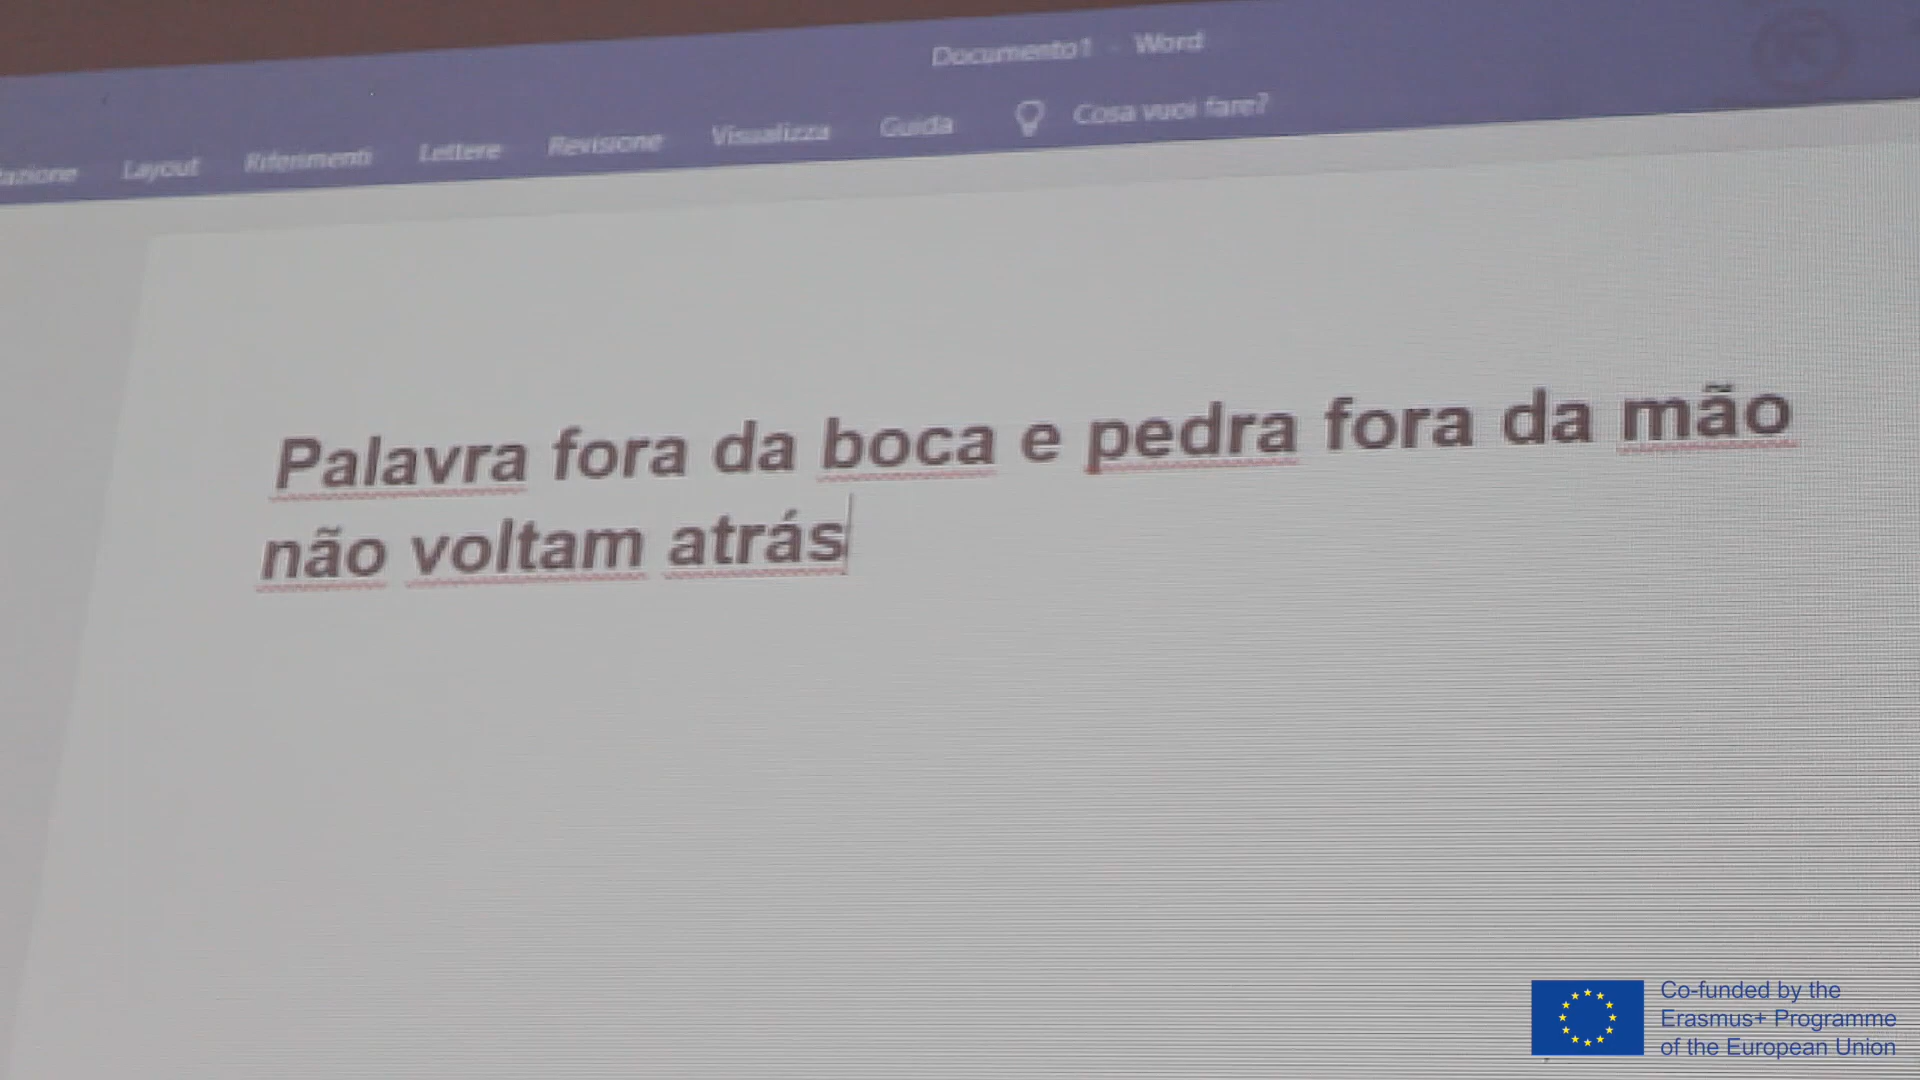 Documento1 - Word
Layout Riferimenti Lettere Revisione Visualizza Guida Cosa vuoi fare?
Palavra fora da boca e pedra fora da mão
não voltam atrás
Co-funded by the
Erasmus+ Programme
of the European Union